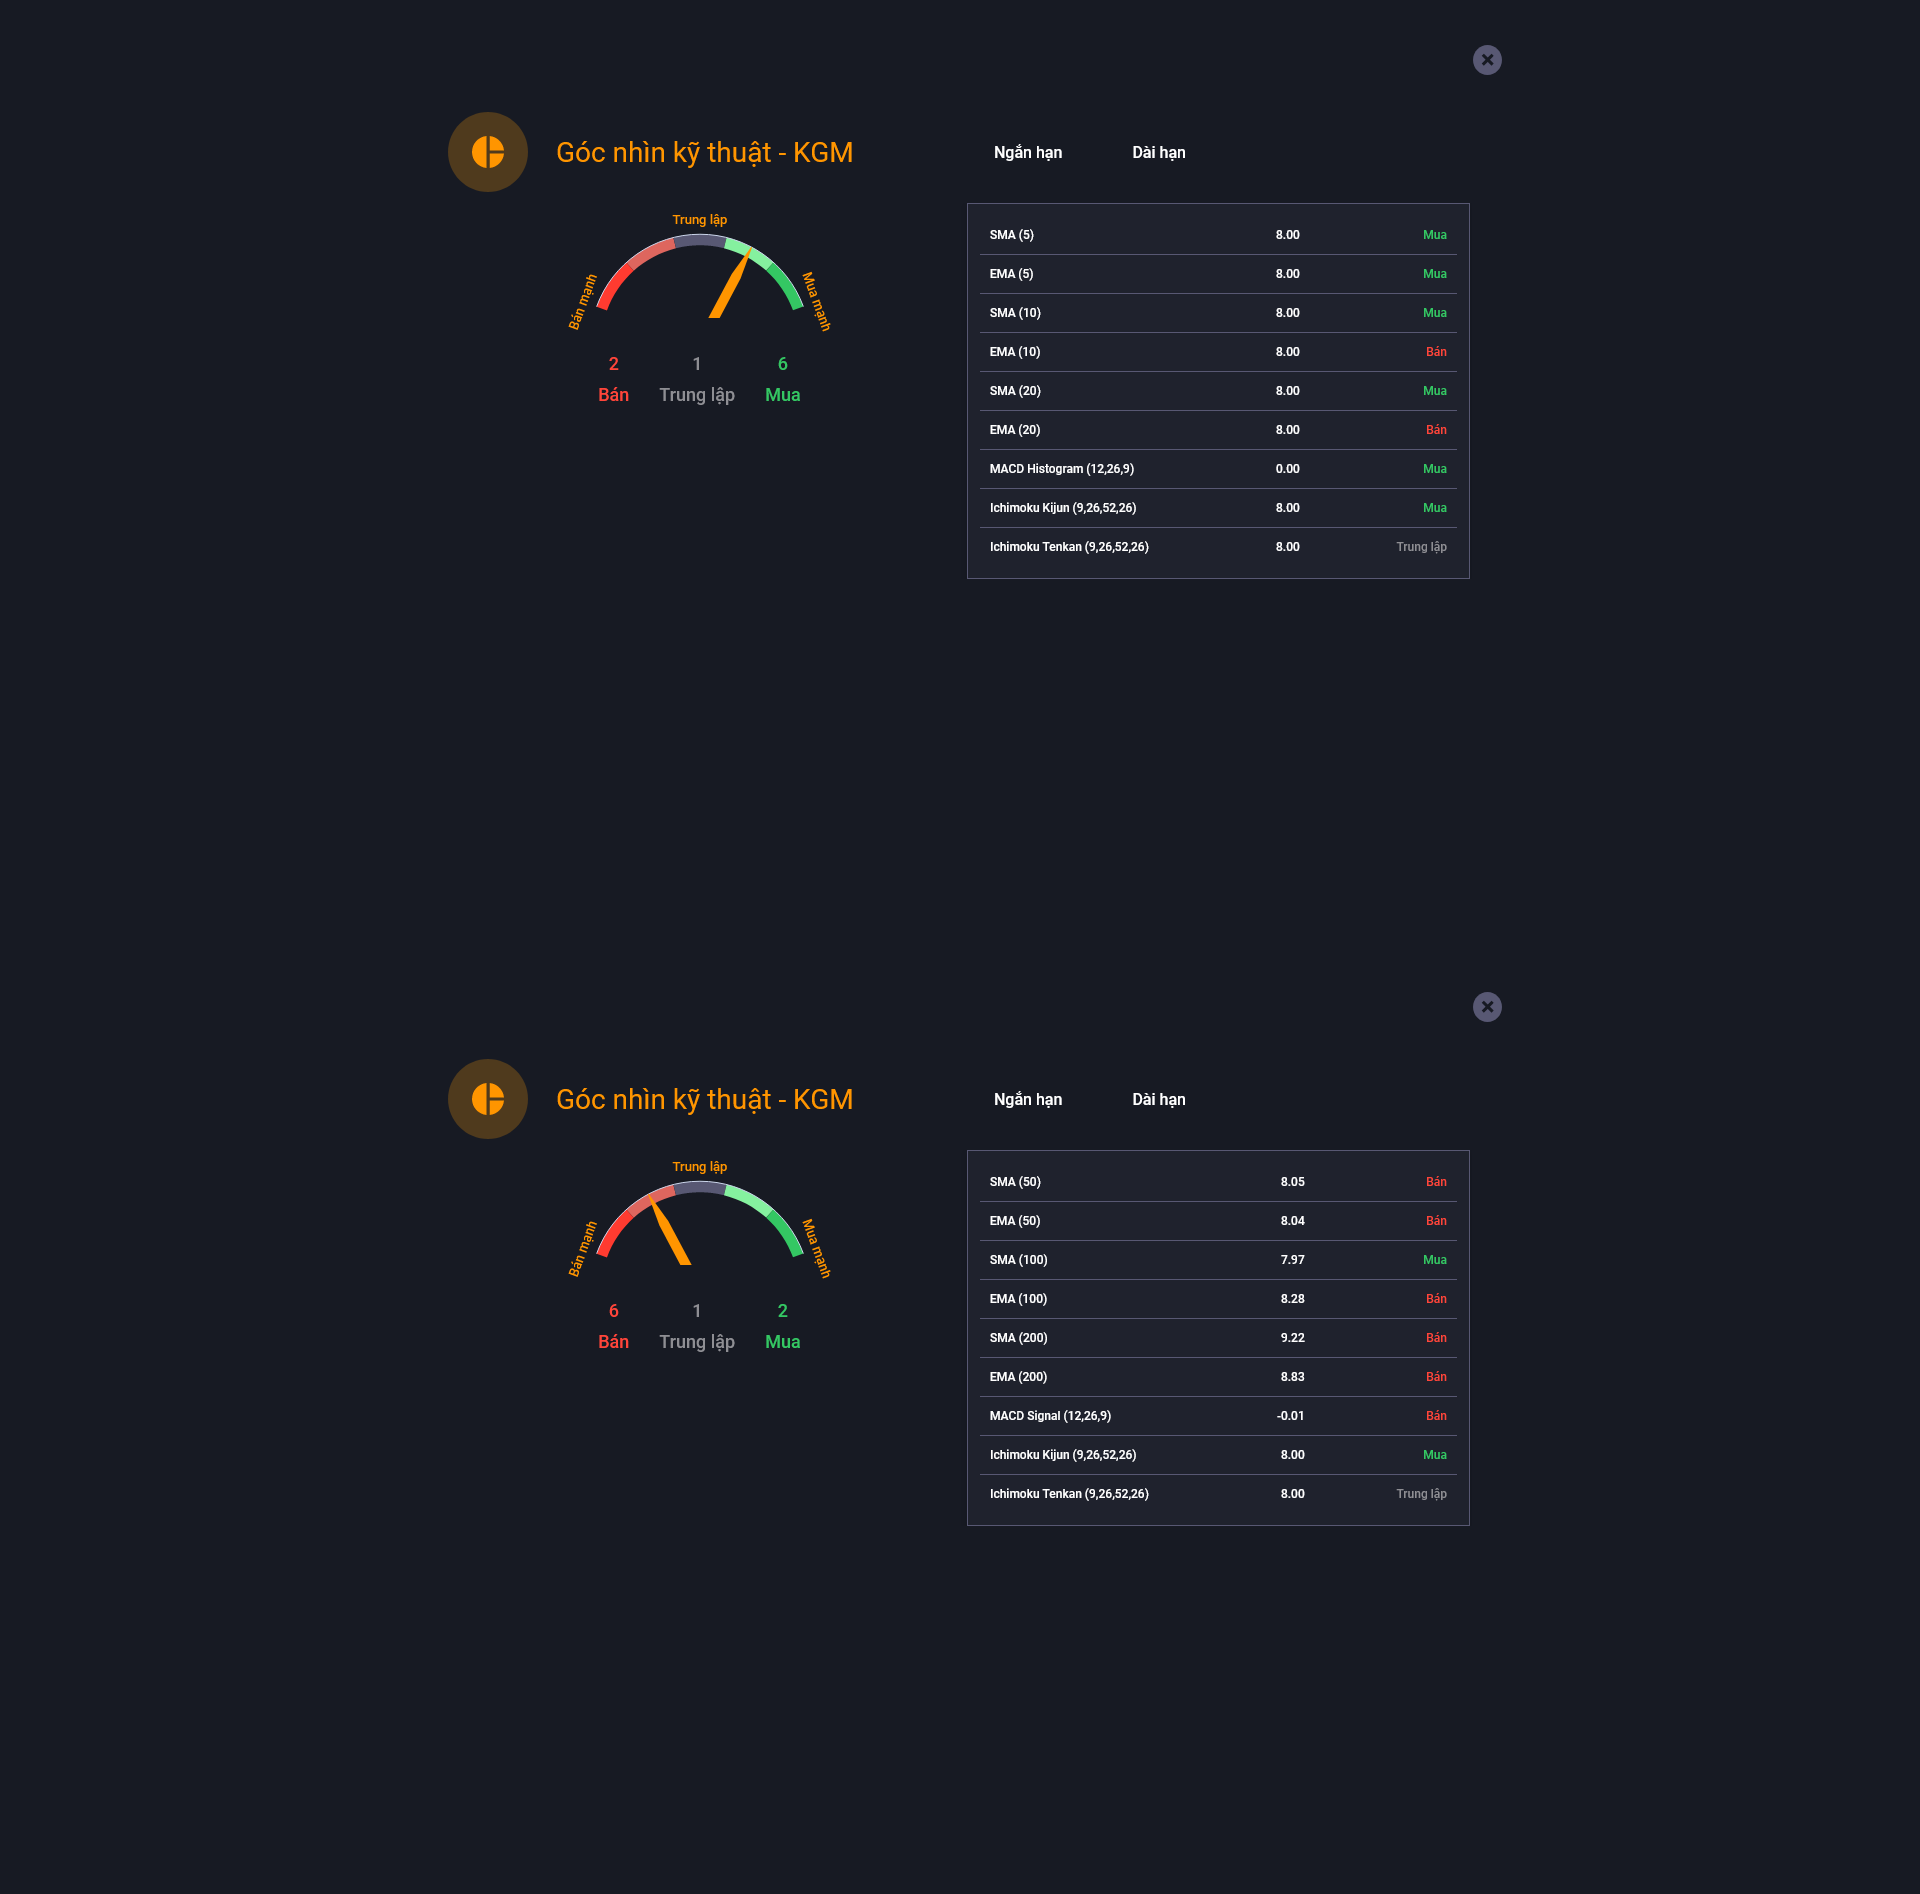 Góc nhìn kỹ thuật - KGM
Ngắn hạn Dài hạn
Trung lập
Bán mạnh
Mua mạnh
2 1 6
Bán Trung lập Mua
SMA (5) 8.00 Mua
EMA (5) 8.00 Mua
SMA (10) 8.00 Mua
EMA (10) 8.00 Bán
SMA (20) 8.00 Mua
EMA (20) 8.00 Bán
MACD Histogram (12,26,9) 0.00 Mua
Ichimoku Kijun (9,26,52,26) 8.00 Mua
Ichimoku Tenkan (9,26,52,26) 8.00 Trung lập
Góc nhìn kỹ thuật - KGM
Ngắn hạn Dài hạn
Trung lập
Bán mạnh
Mua mạnh
6 1 2
Bán Trung lập Mua
SMA (50) 8.05 Bán
EMA (50) 8.04 Bán
SMA (100) 7.97 Mua
EMA (100) 8.28 Bán
SMA (200) 9.22 Bán
EMA (200) 8.83 Bán
MACD Signal (12,26,9) -0.01 Bán
Ichimoku Kijun (9,26,52,26) 8.00 Mua
Ichimoku Tenkan (9,26,52,26) 8.00 Trung lập